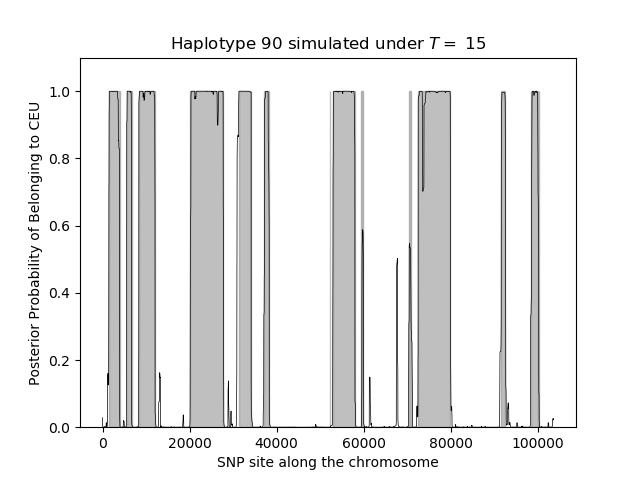 Haplotype 90 simulated under T = 15
Posterior Probability of Belonging to CEU
1.0
0.8
0.6
0.4
0.2
0.0
0 20000 40000 60000 80000 100000
SNP site along the chromosome